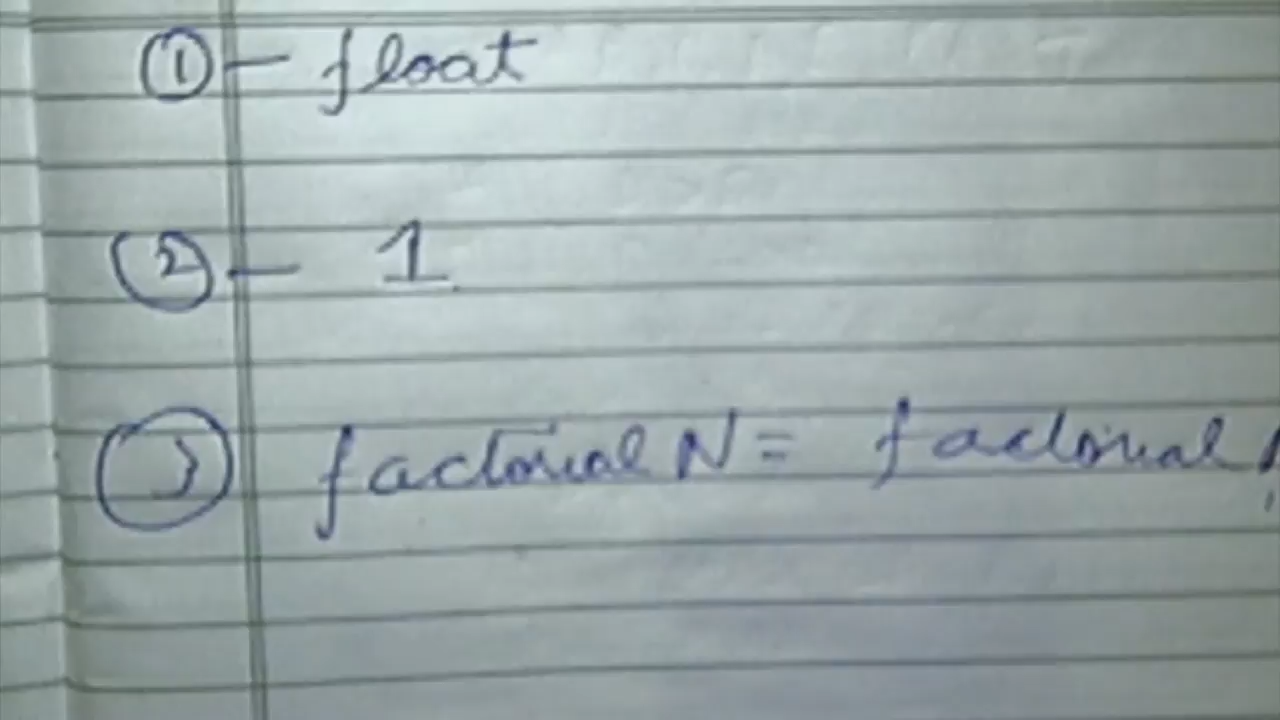 ① - float
② - 1
③ factorial N = factorial